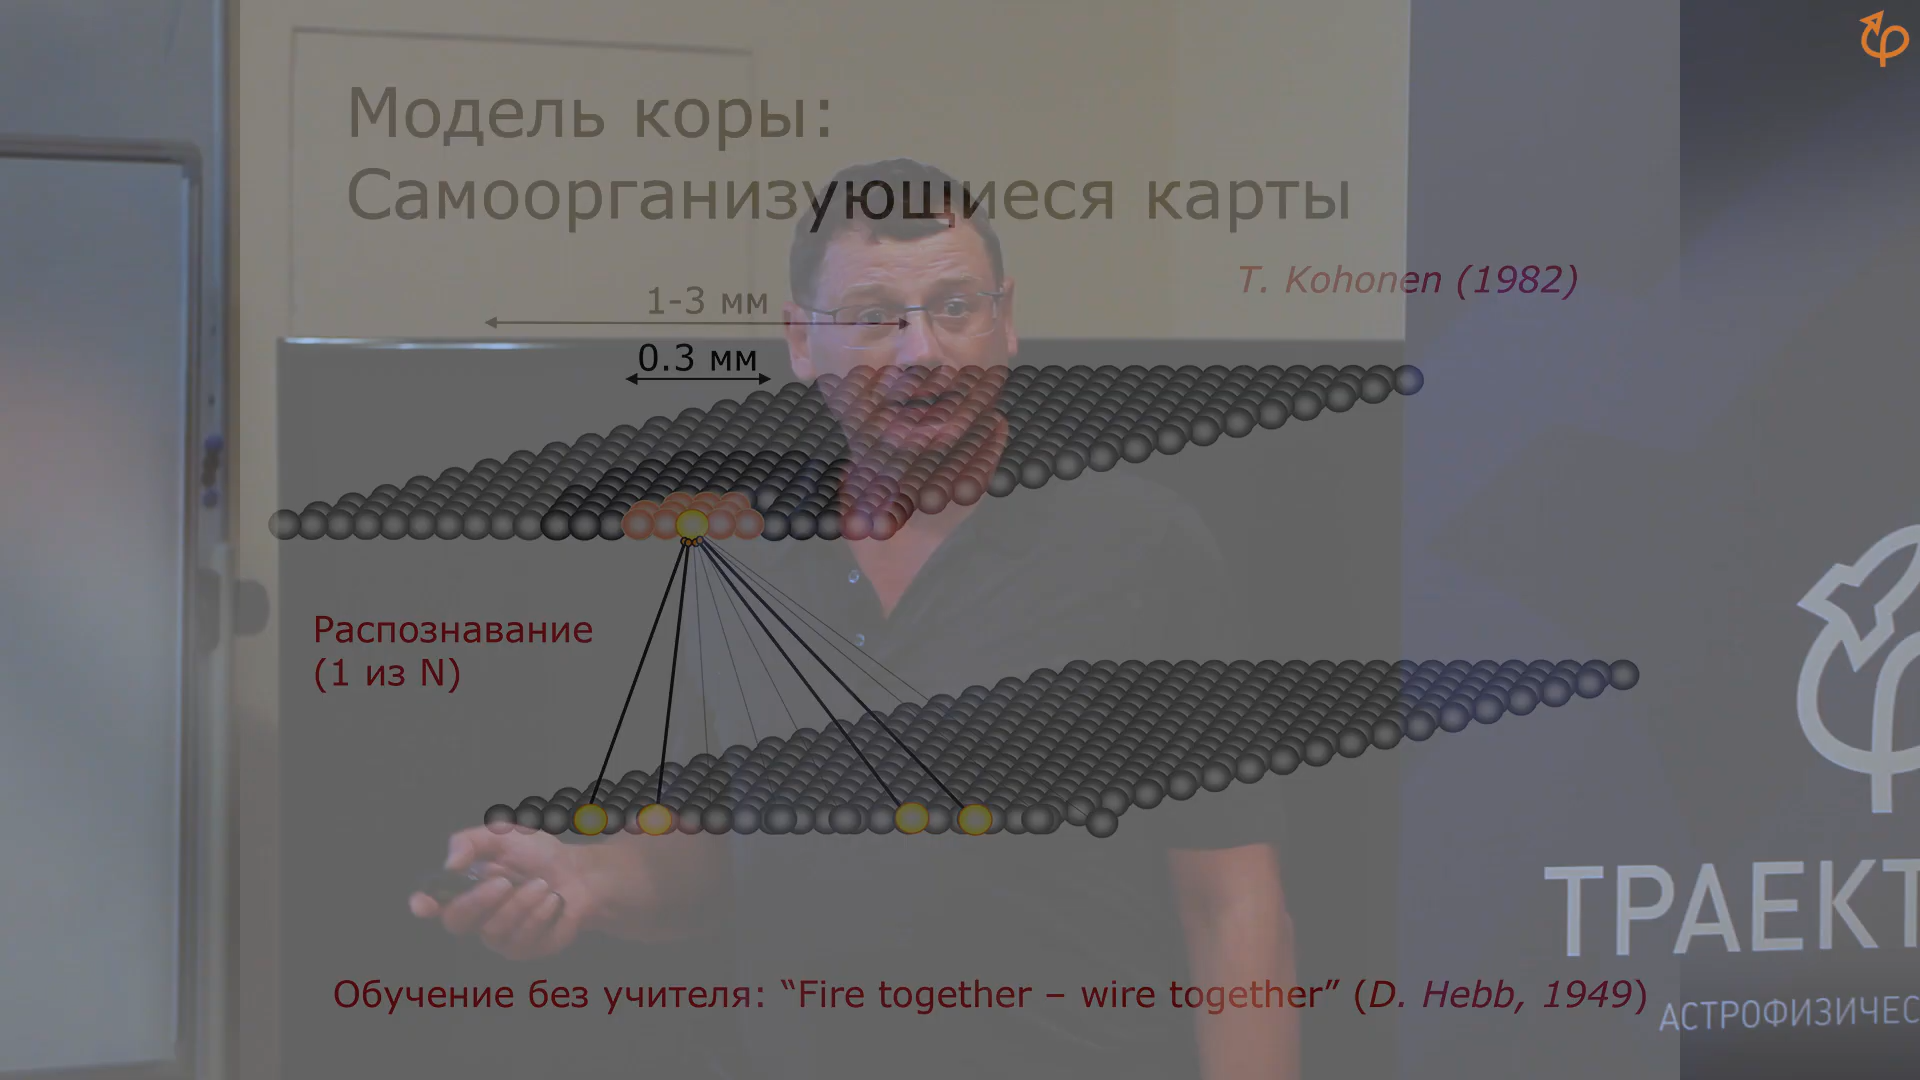 Модель коры:
Самоорганизующиеся карты
T. Kohonen (1982)
1-3 мм
0.3 мм
Распознавание
(1 из N)
Обучение без учителя: “Fire together – wire together” (D. Hebb, 1949)
ТРАЕКТ
АСТРОФИЗИЧЕС